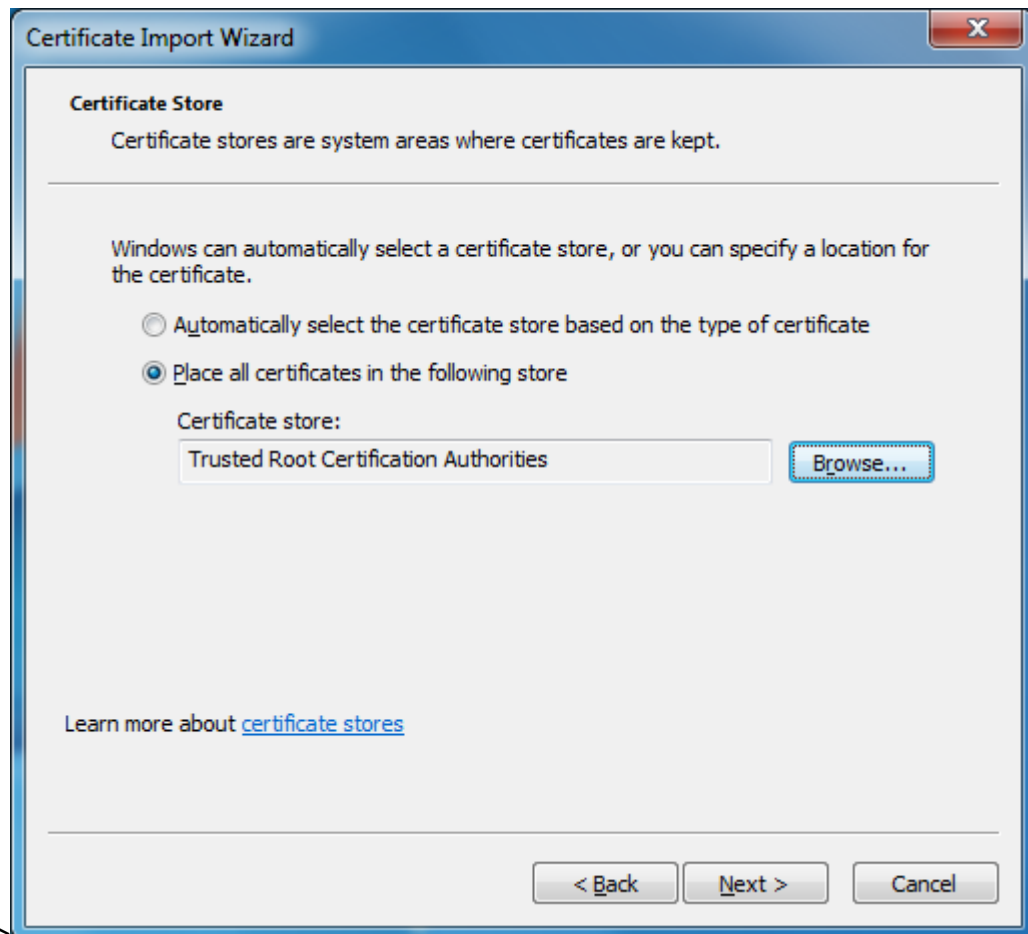 Certificate Import Wizard
x
Certificate Store
Certificate stores are system areas where certificates are kept.
Windows can automatically select a certificate store, or you can specify a location for
the certificate.
Automatically select the certificate store based on the type of certificate
Place all certificates in the following store
Certificate store:
Trusted Root Certification Authorities
Browse...
Learn more about certificate stores
< Back
Next >
Cancel